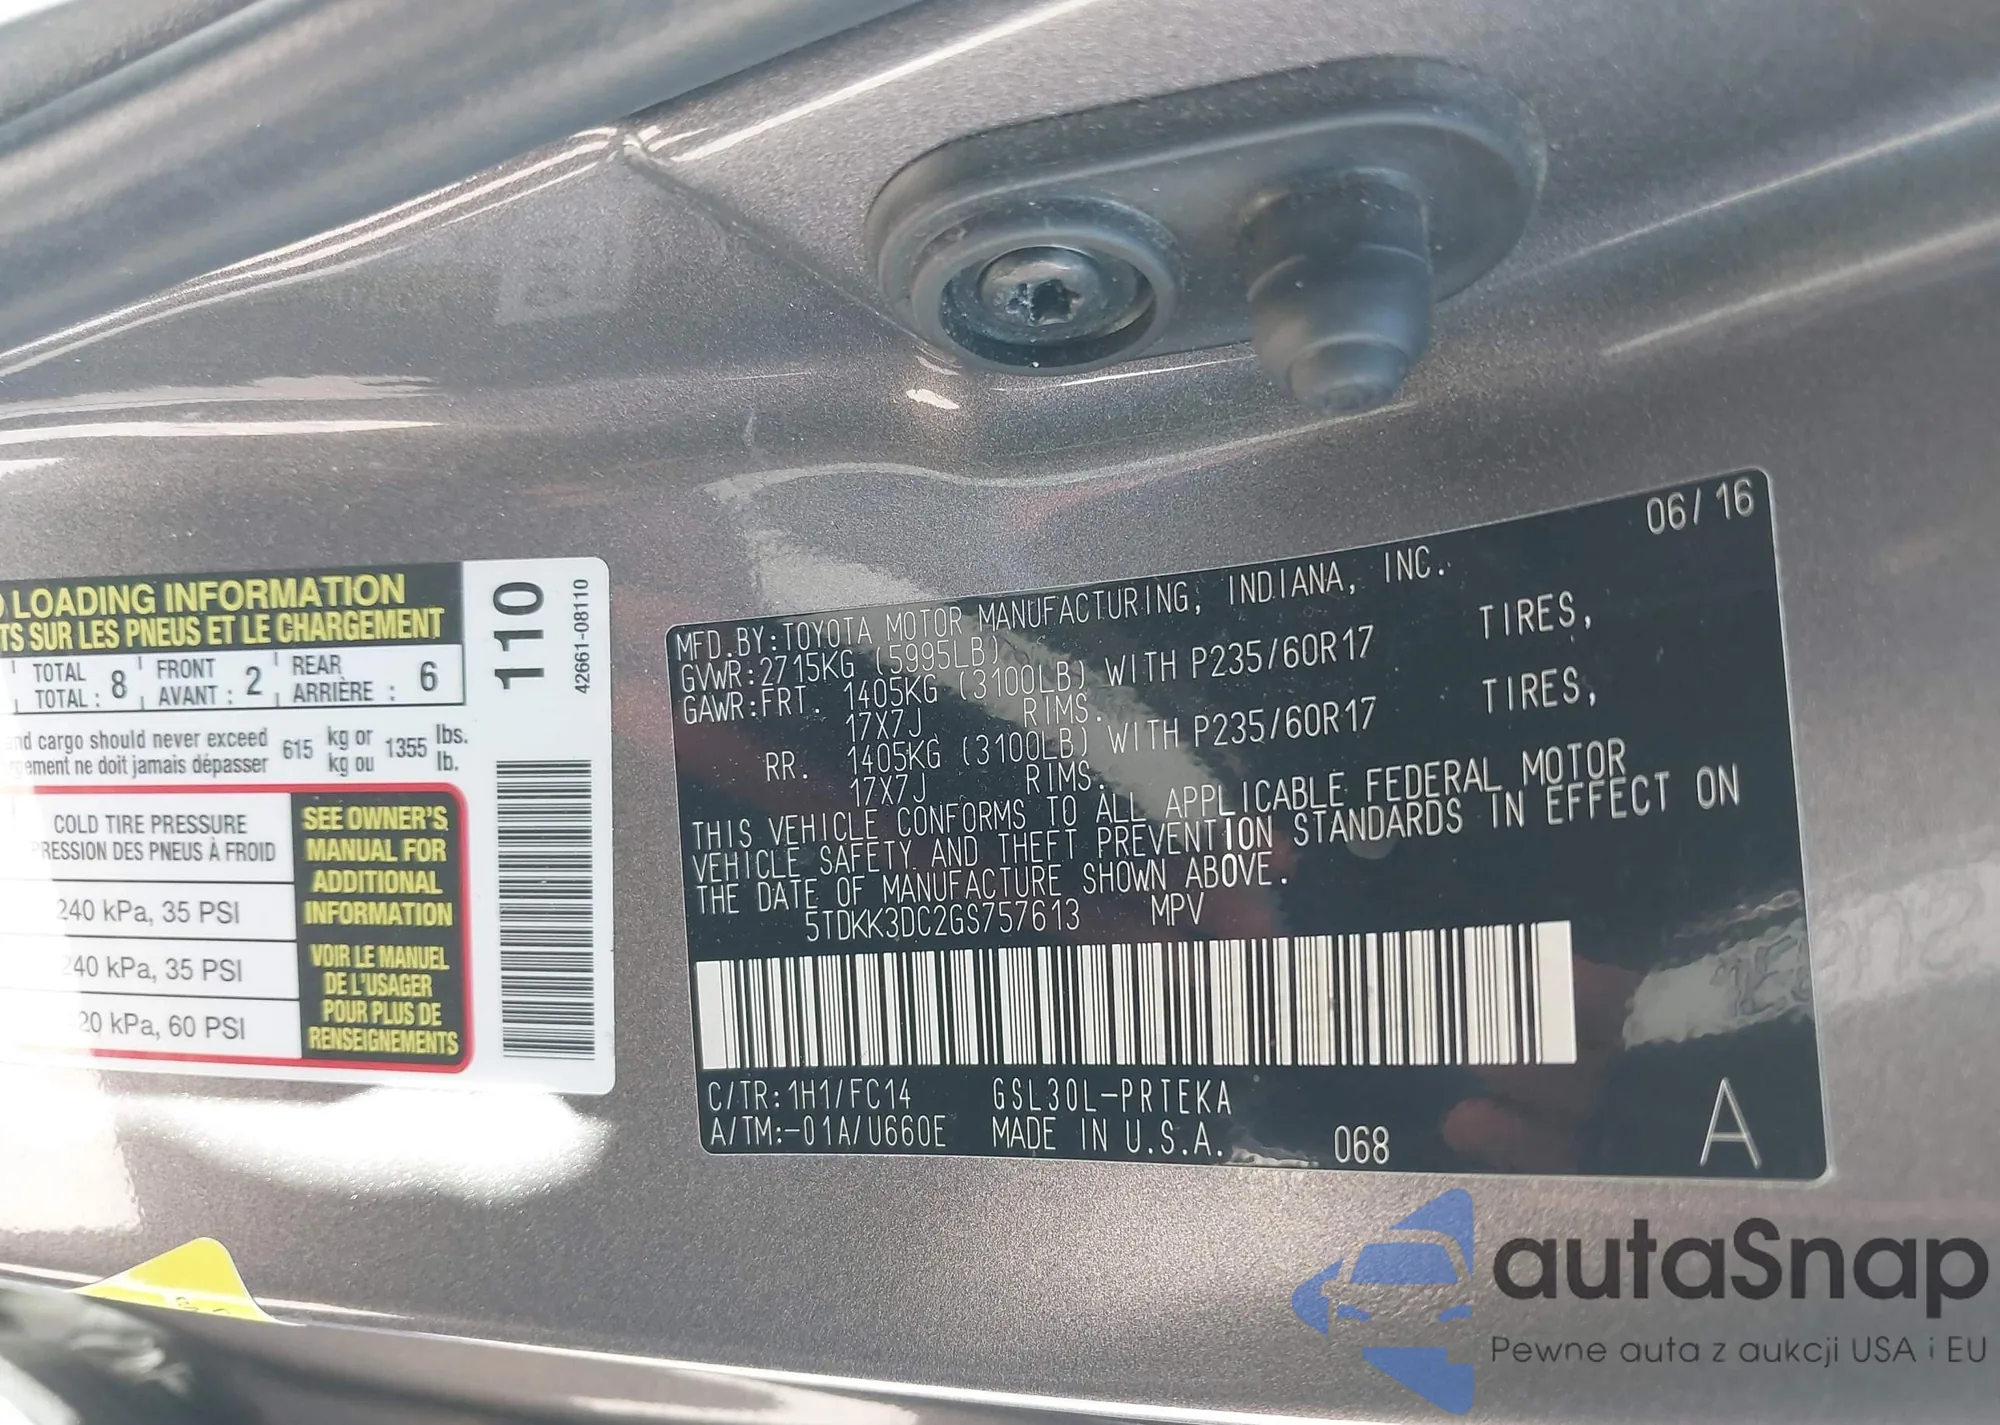 LOADING INFORMATION
TS SUR LES PNEUS ET LE CHARGEMENT
TOTAL FRONT REAR
TOTAL : 8 AVANT : 2 ARRIÈRE : 6
nd cargo should never exceed 615 kg or 1355 lbs.
gement ne doit jamais dépasser kg ou lb.
COLD TIRE PRESSURE
PRESSION DES PNEUS À FROID
240 kPa, 35 PSI
240 kPa, 35 PSI
20 kPa, 60 PSI
SEE OWNER'S
MANUAL FOR
ADDITIONAL
INFORMATION
VOIR LE MANUEL
DE L'USAGER
POUR PLUS DE
RENSEIGNEMENTS
110
42661-08110
06/16
MFD.BY:TOYOTA MOTOR MANUFACTURING, INDIANA, INC.
GVWR:2715KG (5995LB)
GAWR:FRT. 1405KG (3100LB) WITH P235/60R17 TIRES,
17X7J RIMS.
RR. 1405KG (3100LB) WITH P235/60R17 TIRES,
17X7J RIMS.
THIS VEHICLE CONFORMS TO ALL APPLICABLE FEDERAL MOTOR
VEHICLE SAFETY AND THEFT PREVENTION STANDARDS IN EFFECT ON
THE DATE OF MANUFACTURE SHOWN ABOVE.
5TDKK3DC2GS757613 MPV
C/TR:1H1/FC14 GSL30L-PRTEKA
A/TM:-01A/U660E MADE IN U.S.A. 068 A
autaSnap
Pewne auta z aukcji USA i EU